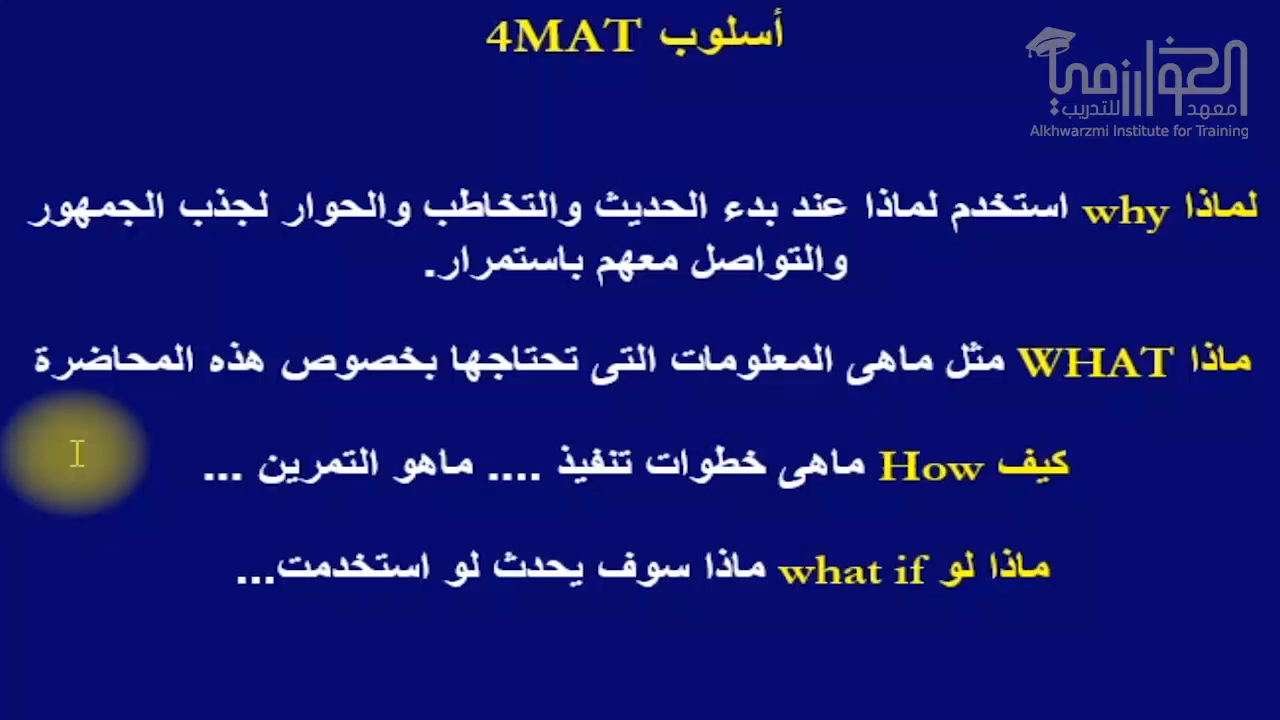 أسلوب 4MAT
الخوارزمي
معهد للتدريب
Alkhwarzmi Institute for Training
لماذا why استخدم لماذا عند بدء الحديث والتخاطب والحوار لجذب الجمهور
والتواصل معهم باستمرار.
ماذا WHAT مثل ماهى المعلومات التى تحتاجها بخصوص هذه المحاضرة
كيف How ماهى خطوات تنفيذ .... ماهو التمرين ...
ماذا لو what if ماذا سوف يحدث لو استخدمت...